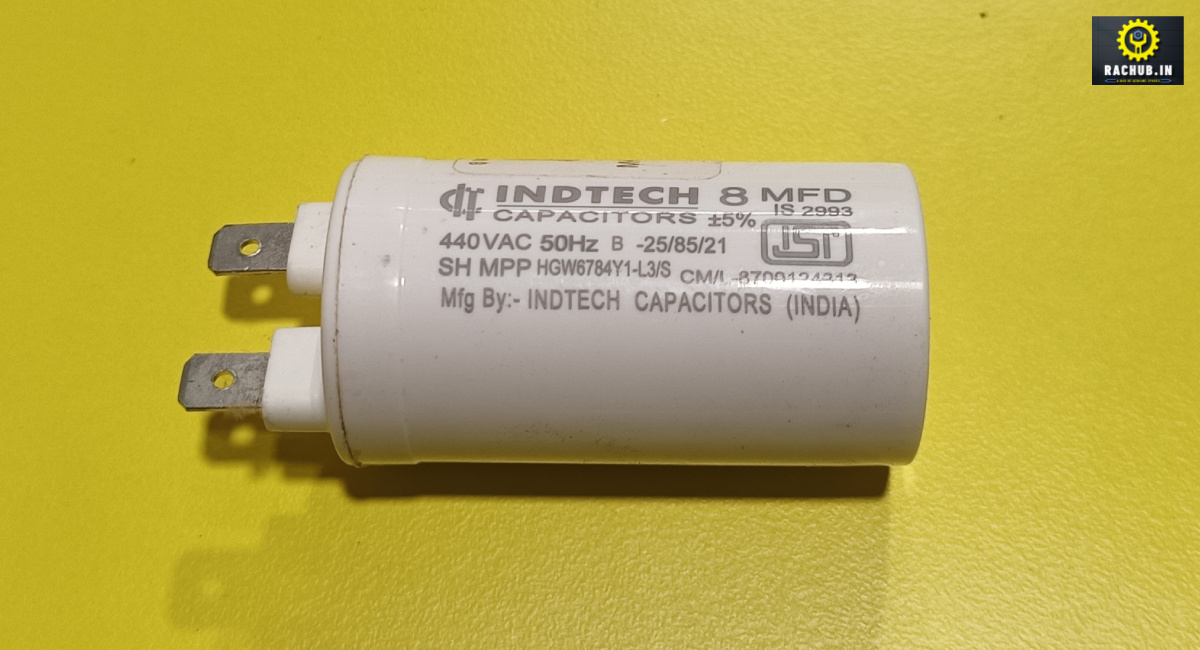 RACHUB.IN
INDTECH 8 MFD
CAPACITORS ±5% IS 2993
440VAC 50Hz B -25/85/21 ISI
SH MPP HGW6784Y1-L3/S CM/L
Mfg By:- INDTECH CAPACITORS (INDIA)